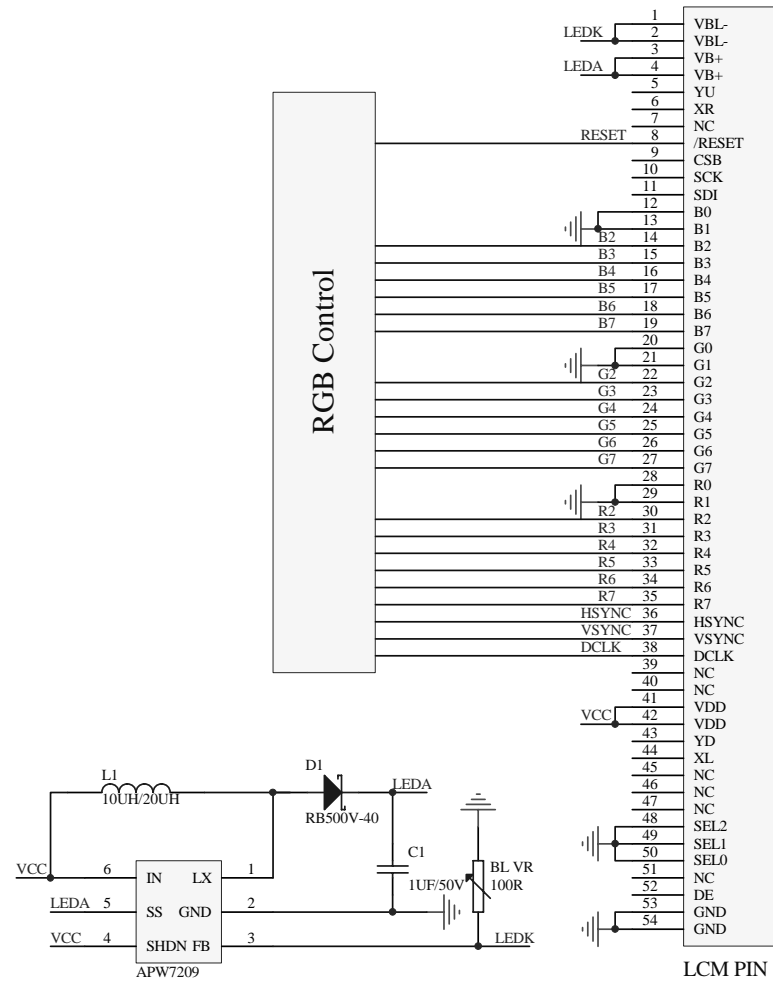 1 VBL-
LEDK 2 VBL-
3 VB+
LEDA 4 VB+
5 YU
6 XR
7 NC
RESET 8 /RESET
9 CSB
10 SCK
11 SDI
12 B0
13 B1
B2 14 B2
B3 15 B3
B4 16 B4
B5 17 B5
B6 18 B6
B7 19 B7
20 G0
21 G1
G2 22 G2
G3 23 G3
G4 24 G4
G5 25 G5
G6 26 G6
G7 27 G7
28 R0
29 R1
R2 30 R2
R3 31 R3
R4 32 R4
R5 33 R5
R6 34 R6
R7 35 R7
HSYNC 36 HSYNC
VSYNC 37 VSYNC
DCLK 38 DCLK
39 NC
40 NC
41 VDD
VCC 42 VDD
43 YD
44 XL
45 NC
46 NC
47 NC
48 SEL2
49 SEL1
50 SEL0
51 NC
52 DE
53 GND
54 GND
LCM PIN
RGB Control
L1
10UH/20UH
D1
RB500V-40
LEDA
C1
1UF/50V
BL VR
100R
VCC 6 IN LX 1
LEDA 5 SS GND 2
VCC 4 SHDN FB 3 LEDK
APW7209